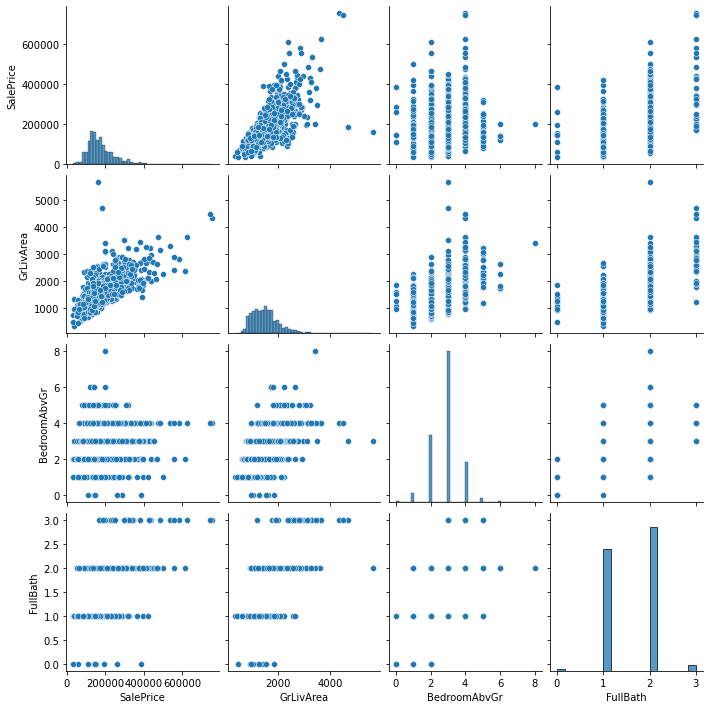 SalePrice
600000
400000
200000
0
GrLivArea
5000
4000
3000
2000
1000
BedroomAbvGr
8
6
4
2
0
FullBath
3.0
2.5
2.0
1.5
1.0
0.5
0.0
0 200000 400000 600000
2000 4000
0 2 4 6 8
0 1 2 3
SalePrice GrLivArea BedroomAbvGr FullBath